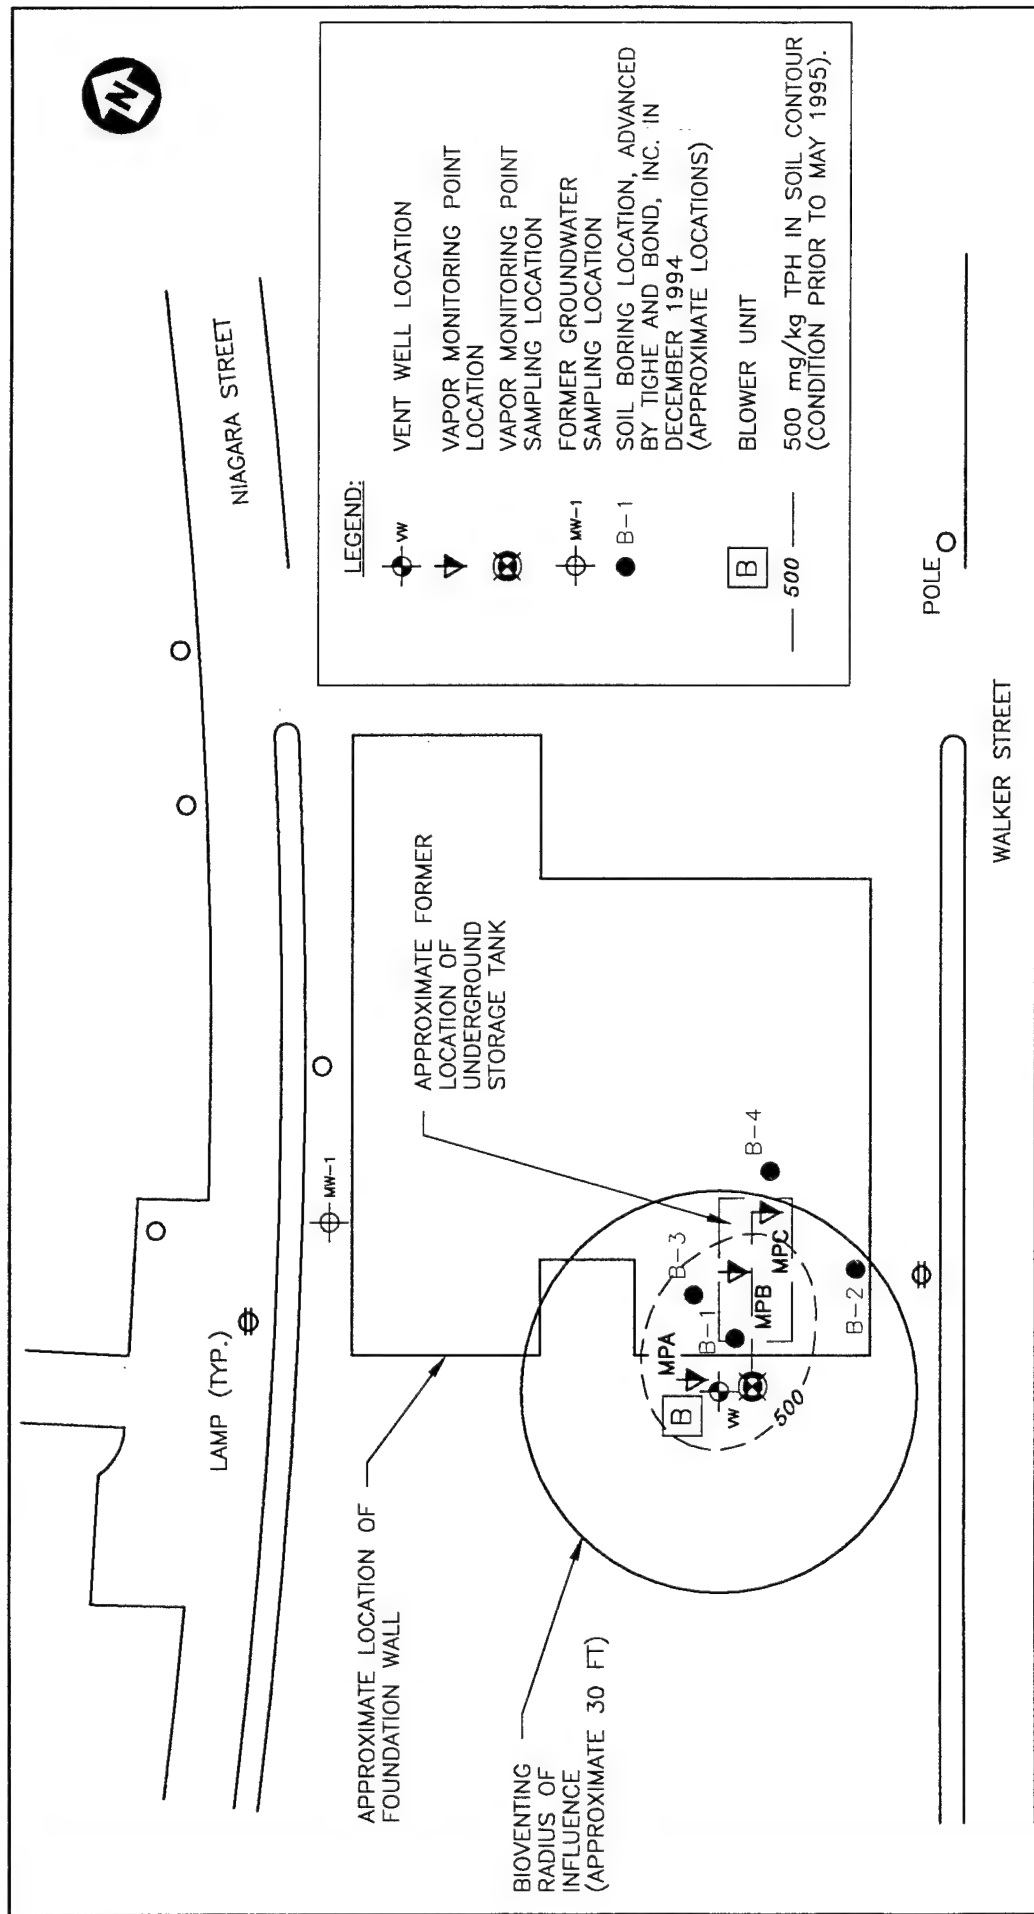 N
NIAGARA STREET
LAMP (TYP.)
MW-1
APPROXIMATE LOCATION OF
FOUNDATION WALL
APPROXIMATE FORMER
LOCATION OF
UNDERGROUND
STORAGE TANK
BIOVENTING
RADIUS OF
INFLUENCE
(APPROXIMATE 30 FT)
B
VW
MPA
B-1
B-3
MPB
MPC
B-4
B-2
500
POLE
WALKER STREET
LEGEND:
VW
VENT WELL LOCATION
VAPOR MONITORING POINT
LOCATION
VAPOR MONITORING POINT
SAMPLING LOCATION
MW-1
FORMER GROUNDWATER
SAMPLING LOCATION
B-1
SOIL BORING LOCATION, ADVANCED
BY TIGHE AND BOND, INC. IN
DECEMBER 1994
(APPROXIMATE LOCATIONS)
B
BLOWER UNIT
500
500 mg/kg TPH IN SOIL CONTOUR
(CONDITION PRIOR TO MAY 1995).